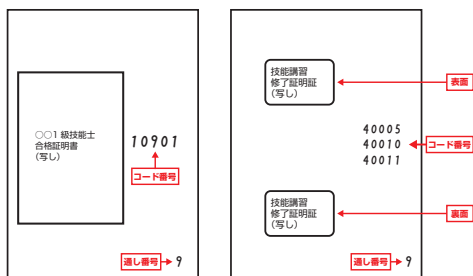 ○○1級技能士
合格証明書
(写し)
10901
コード番号
通し番号
9
技能講習
修了証明証
(写し)
表面
40005
40010
40011
コード番号
技能講習
修了証明証
(写し)
裏面
通し番号
9